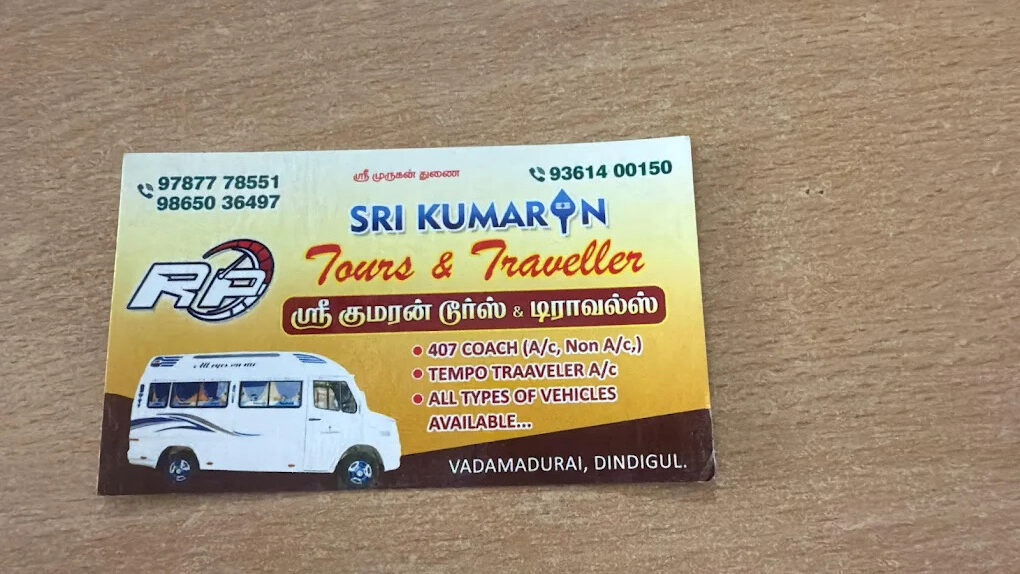 97877 78551
98650 36497
ஸ்ரீ முருகன் துணை
93614 00150
SRI KUMARAN
Tours & Traveller
RP
ஸ்ரீ குமரன் டூர்ஸ் & டிராவல்ஸ்
407 COACH (A/c, Non A/c,)
TEMPO TRAAVELER A/c
ALL TYPES OF VEHICLES
AVAILABLE...
VADAMADURAI, DINDIGUL.